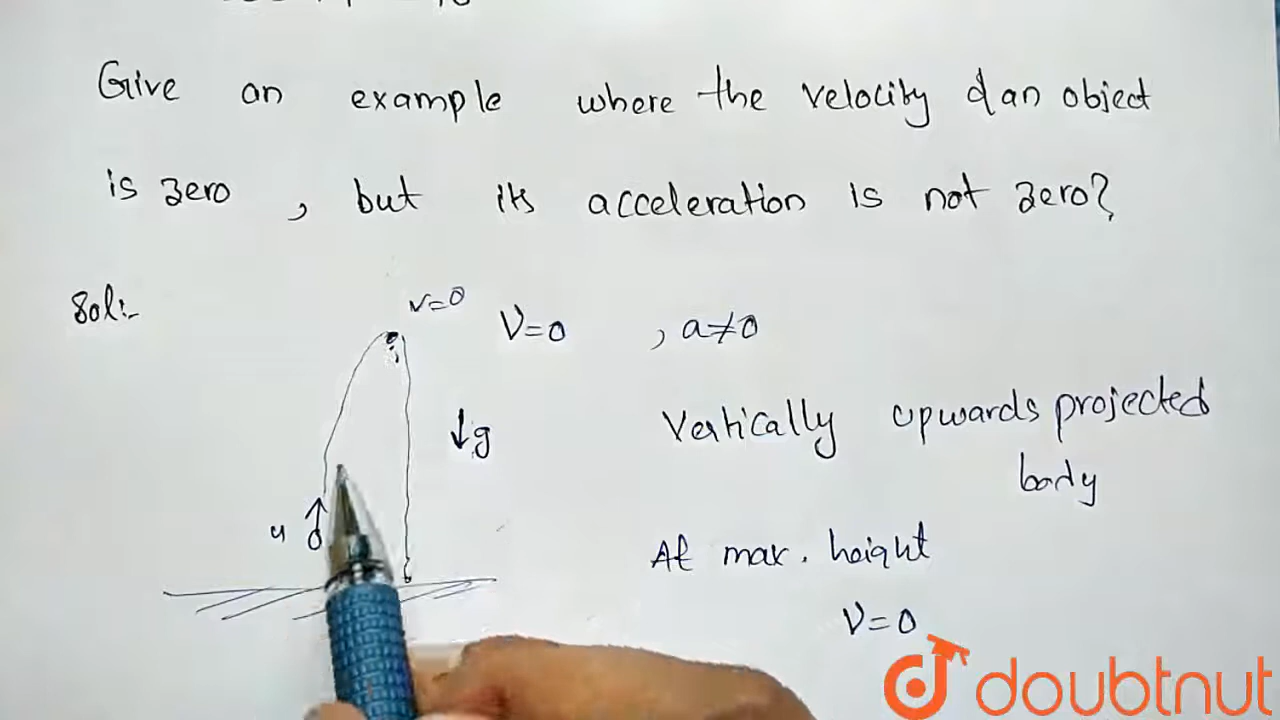 Give an example where the velocity of an object
is zero, but its acceleration is not zero?
Sol:-
v=0
V=0 , a≠0
↓g
Vertically upwards projected
body
u
At max. height
V=0
doubtnut